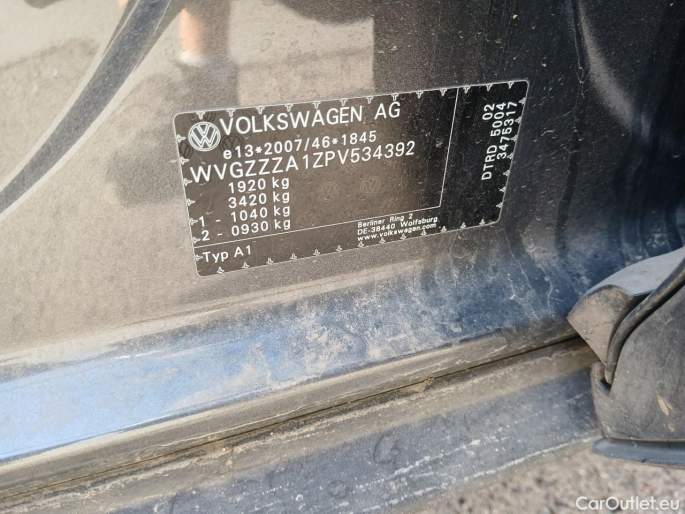 VOLKSWAGEN AG
e13*2007/46*1845
WVGZZZA1ZPV534392
1920 kg
3420 kg
1 - 1040 kg
2 - 0930 kg
Typ A1
Berliner Ring 2
DE-38440 Wolfsburg
www.volkswagen.com
02
DTRD 5004
3475317
CarOutlet.eu